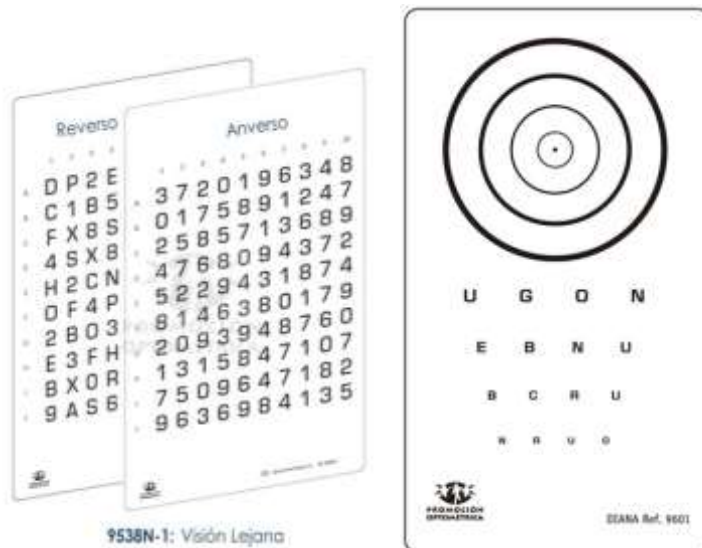 Reverso
D P 2 E
C 1 B 5
F X 8 S
4 S X 8
H 2 C N
O F 4 P
2 B O 3
E 3 F H
B X O R
9 A S 6
Anverso
3 7 2 0 1 9 6 3 4 8
0 1 7 5 8 9 1 2 4 7
2 5 8 5 7 1 3 6 8 9
4 7 6 8 0 9 4 3 7 2
5 2 2 9 4 3 1 8 7 4
8 1 4 6 3 8 0 1 7 9
2 0 9 3 9 4 8 7 6 0
1 3 1 5 8 4 7 1 0 7
7 5 0 9 6 4 7 1 8 2
9 6 3 6 9 8 4 1 3 5
9538N-1: Visión Lejana
U G O N
E B N U
B C R U
N R U O
PROMOCIÓN
OPTOMÉTRICA
DIANA Ref. 9601